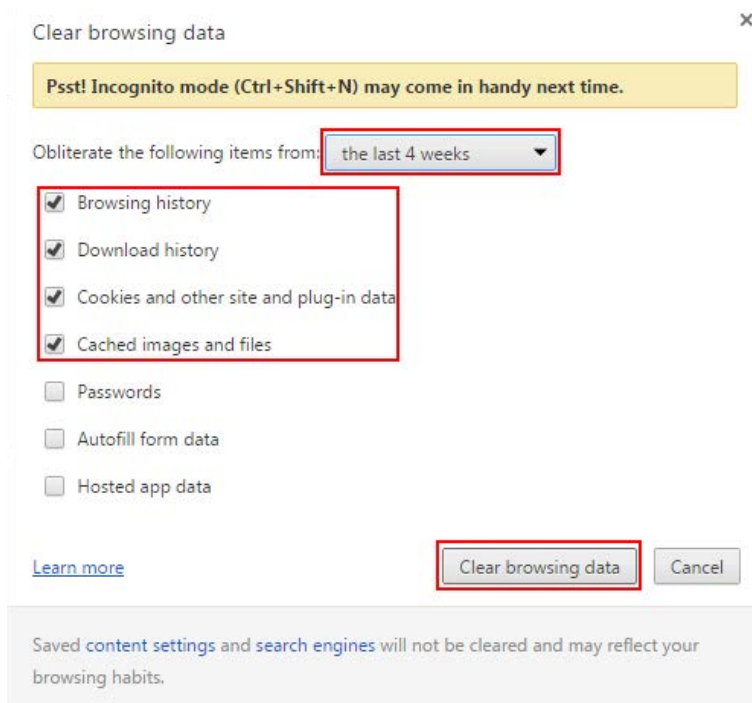 Clear browsing data
Psst! Incognito mode (Ctrl+Shift+N) may come in handy next time.
Obliterate the following items from: the last 4 weeks
Browsing history
Download history
Cookies and other site and plug-in data
Cached images and files
Passwords
Autofill form data
Hosted app data
Learn more Clear browsing data Cancel
Saved content settings and search engines will not be cleared and may reflect your
browsing habits.